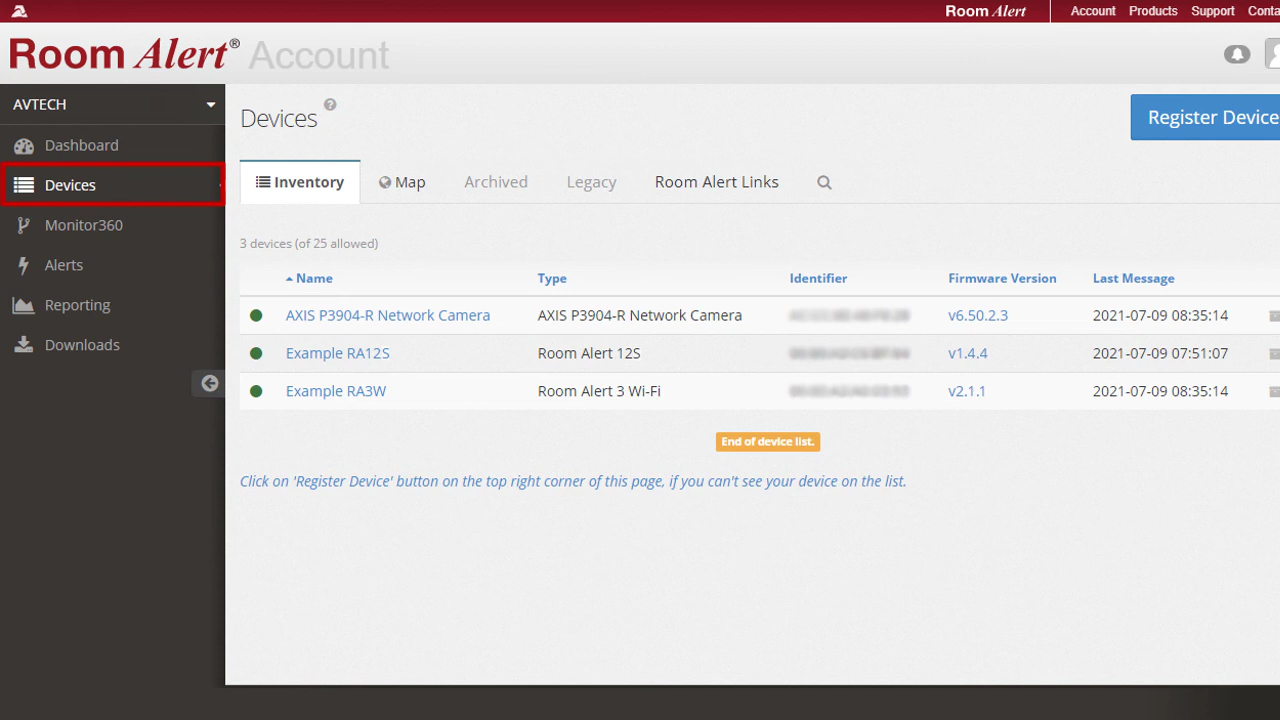 Room Alert Account Products Support Conta
Room Alert® Account
AVTECH
Dashboard
Devices
Monitor360
Alerts
Reporting
Downloads
Devices ?
Register Device
Inventory Map Archived Legacy Room Alert Links
3 devices (of 25 allowed)
Name Type Identifier Firmware Version Last Message
AXIS P3904-R Network Camera AXIS P3904-R Network Camera v6.50.2.3 2021-07-09 08:35:14
Example RA12S Room Alert 12S v1.4.4 2021-07-09 07:51:07
Example RA3W Room Alert 3 Wi-Fi v2.1.1 2021-07-09 08:35:14
End of device list.
Click on 'Register Device' button on the top right corner of this page, if you can't see your device on the list.